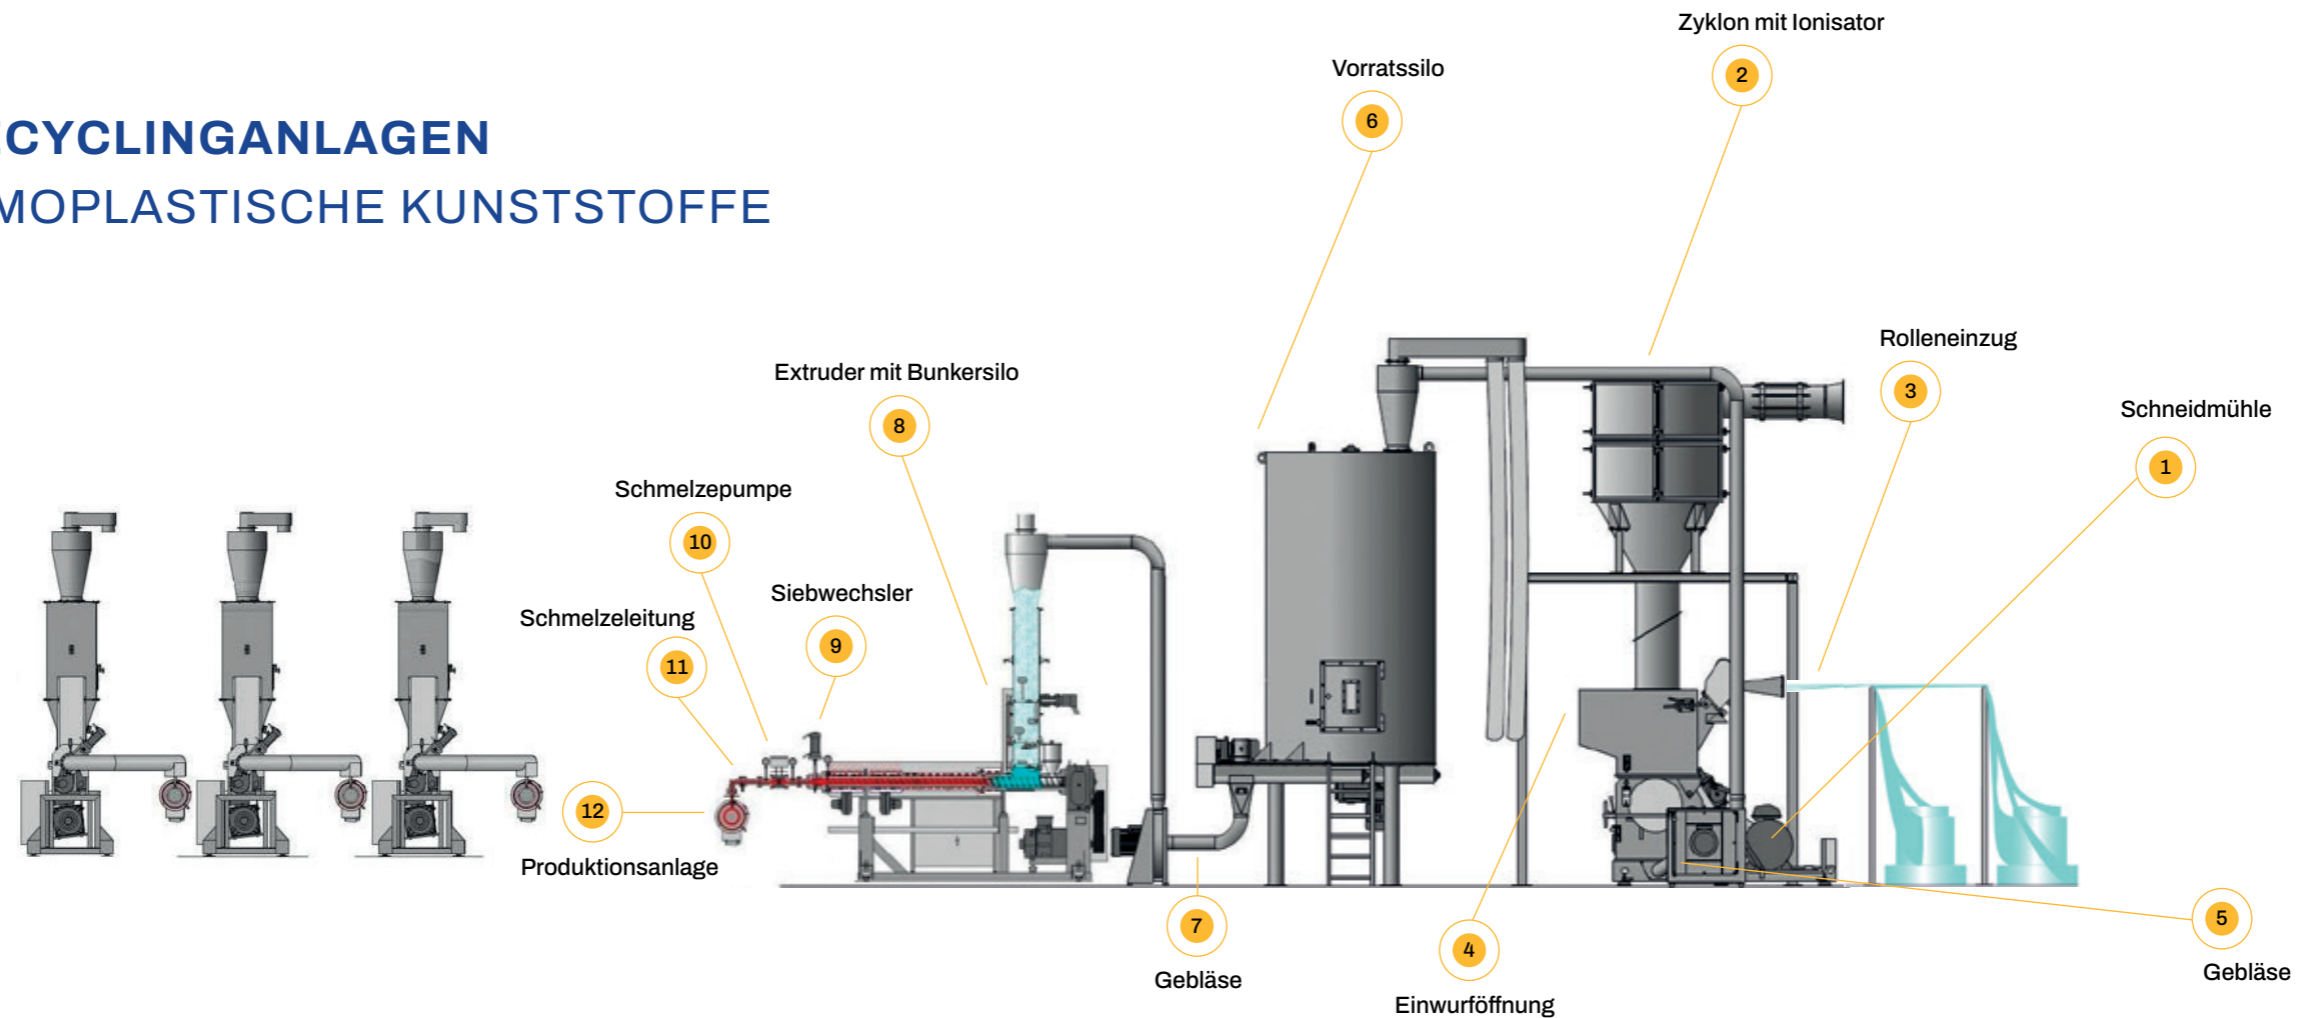 ECYCLINGANLAGEN
MOPLASTISCHE KUNSTSTOFFE
Zyklon mit Ionisator
2
Vorratssilo
6
Rolleneinzug
3
Schneidmühle
1
Extruder mit Bunkersilo
8
Schmelzepumpe
10
Siebwechsler
9
Schmelzeleitung
11
12
Produktionsanlage
7
Gebläse
4
Einwurföffnung
5
Gebläse